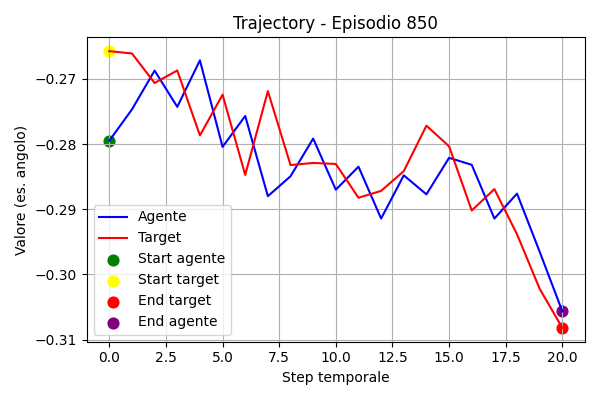 Trajectory - Episodio 850
Valore (es. angolo)
−0.27
−0.28
−0.29
−0.30
−0.31
Agente
Target
Start agente
Start target
End target
End agente
0.0 2.5 5.0 7.5 10.0 12.5 15.0 17.5 20.0
Step temporale